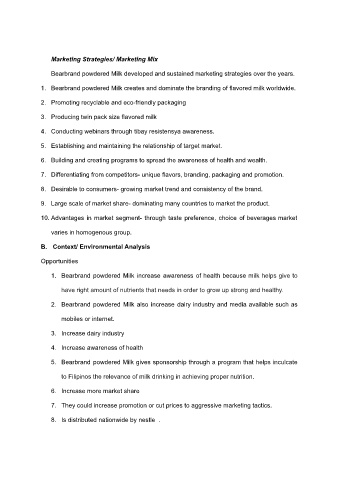 Marketing Strategies/ Marketing Mix
Bearbrand powdered Milk developed and sustained marketing strategies over the years.
1. Bearbrand powdered Milk creates and dominate the branding of flavored milk worldwide.
2. Promoting recyclable and eco-friendly packaging
3. Producing twin pack size flavored milk
4. Conducting webinars through tibay resistensya awareness.
5. Establishing and maintaining the relationship of target market.
6. Building and creating programs to spread the awareness of health and wealth.
7. Differentiating from competitors- unique flavors, branding, packaging and promotion.
8. Desirable to consumers- growing market trend and consistency of the brand.
9. Large scale of market share- dominating many countries to market the product.
10. Advantages in market segment- through taste preference, choice of beverages market
varies in homogenous group.
B. Context/ Environmental Analysis
Opportunities
1. Bearbrand powdered Milk increase awareness of health because milk helps give to
have right amount of nutrients that needs in order to grow up strong and healthy.
2. Bearbrand powdered Milk also increase dairy industry and media available such as
mobiles or internet.
3. Increase dairy industry
4. Increase awareness of health
5. Bearbrand powdered Milk gives sponsorship through a program that helps inculcate
to Filipinos the relevance of milk drinking in achieving proper nutrition.
6. Increase more market share
7. They could increase promotion or cut prices to aggressive marketing tactics.
8. Is distributed nationwide by nestle .